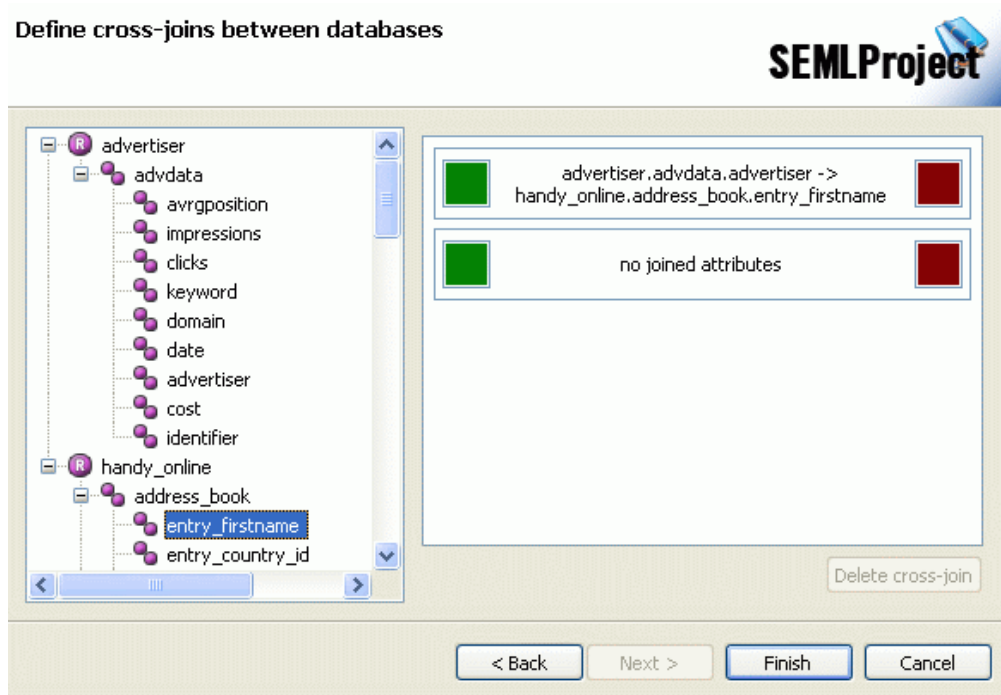 Define cross-joins between databases
SEMLProject
R advertiser
advdata
avrgposition
impressions
clicks
keyword
domain
date
advertiser
cost
identifier
R handy_online
address_book
entry_firstname
entry_country_id
advertiser.advdata.advertiser ->
handy_online.address_book.entry_firstname
no joined attributes
Delete cross-join
< Back
Next >
Finish
Cancel